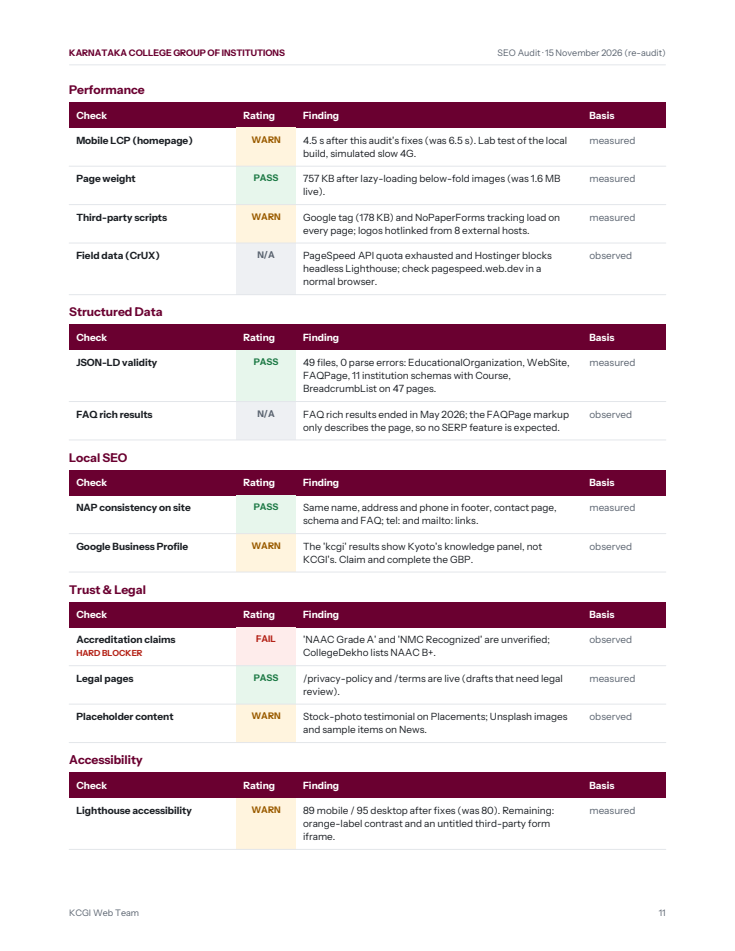 KARNATAKA COLLEGE GROUP OF INSTITUTIONS
SEO Audit · 15 November 2026 (re-audit)
Performance
Check Rating Finding Basis
Mobile LCP (homepage) WARN 4.5 s after this audit's fixes (was 6.5 s). Lab test of the local measured
build, simulated slow 4G.
Page weight PASS 757 KB after lazy-loading below-fold images (was 1.6 MB measured
live).
Third-party scripts WARN Google tag (178 KB) and NoPaperForms tracking load on measured
every page; logos hotlinked from 8 external hosts.
Field data (CrUX) N/A PageSpeed API quota exhausted and Hostinger blocks observed
headless Lighthouse; check pagespeed.web.dev in a
normal browser.
Structured Data
Check Rating Finding Basis
JSON-LD validity PASS 49 files, 0 parse errors: EducationalOrganization, WebSite, measured
FAQPage, 11 institution schemas with Course,
BreadcrumbList on 47 pages.
FAQ rich results N/A FAQ rich results ended in May 2026; the FAQPage markup observed
only describes the page, so no SERP feature is expected.
Local SEO
Check Rating Finding Basis
NAP consistency on site PASS Same name, address and phone in footer, contact page, measured
schema and FAQ; tel: and mailto: links.
Google Business Profile WARN The 'kcgi' results show Kyoto's knowledge panel, not observed
KCGI's. Claim and complete the GBP.
Trust & Legal
Check Rating Finding Basis
Accreditation claims FAIL 'NAAC Grade A' and 'NMC Recognized' are unverified; observed
HARD BLOCKER CollegeDekho lists NAAC B+.
Legal pages PASS /privacy-policy and /terms are live (drafts that need legal measured
review).
Placeholder content WARN Stock-photo testimonial on Placements; Unsplash images observed
and sample items on News.
Accessibility
Check Rating Finding Basis
Lighthouse accessibility WARN 89 mobile / 95 desktop after fixes (was 80). Remaining: measured
orange-label contrast and an untitled third-party form
iframe.
KCGI Web Team
11